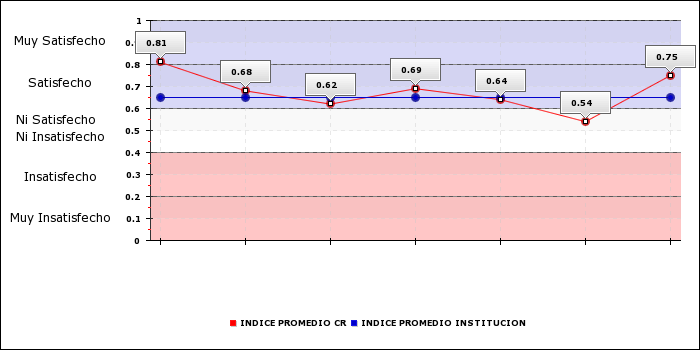 1
Muy Satisfecho
0.81
0.8
0.68
0.69
0.75
Satisfecho
0.7
0.62
0.64
0.6
0.54
Ni Satisfecho
Ni Insatisfecho
0.5
0.4
Insatisfecho
0.3
0.2
Muy Insatisfecho
0.1
0
INDICE PROMEDIO CR
INDICE PROMEDIO INSTITUCION